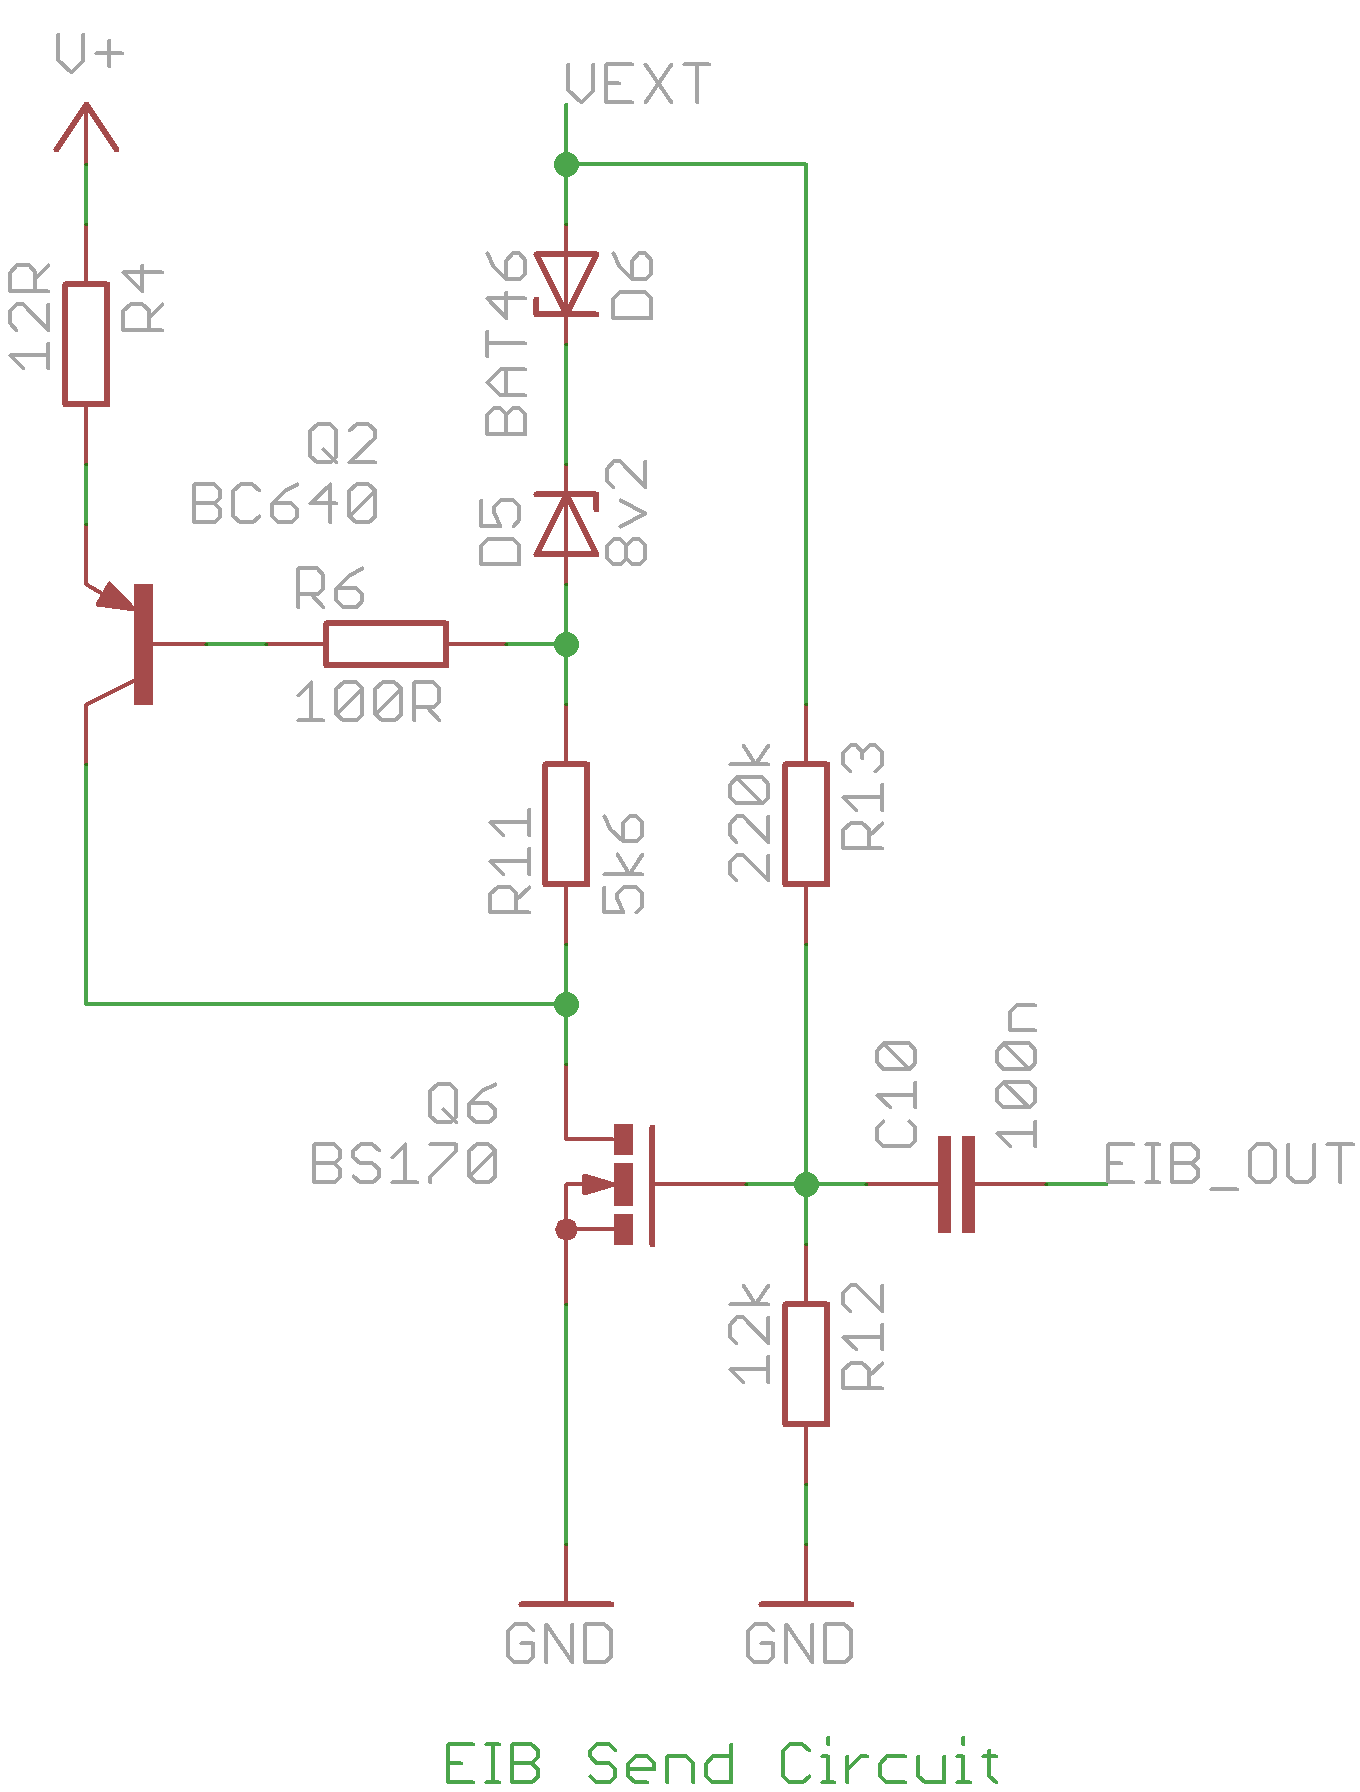 V+
VEXT
12R
R4
BAT46
D6
Q2
BC640
D5
8v2
R6
100R
R11
5k6
220k
R13
Q6
BS170
C10
100n
EIB_OUT
12k
R12
GND
GND
EIB Send Circuit